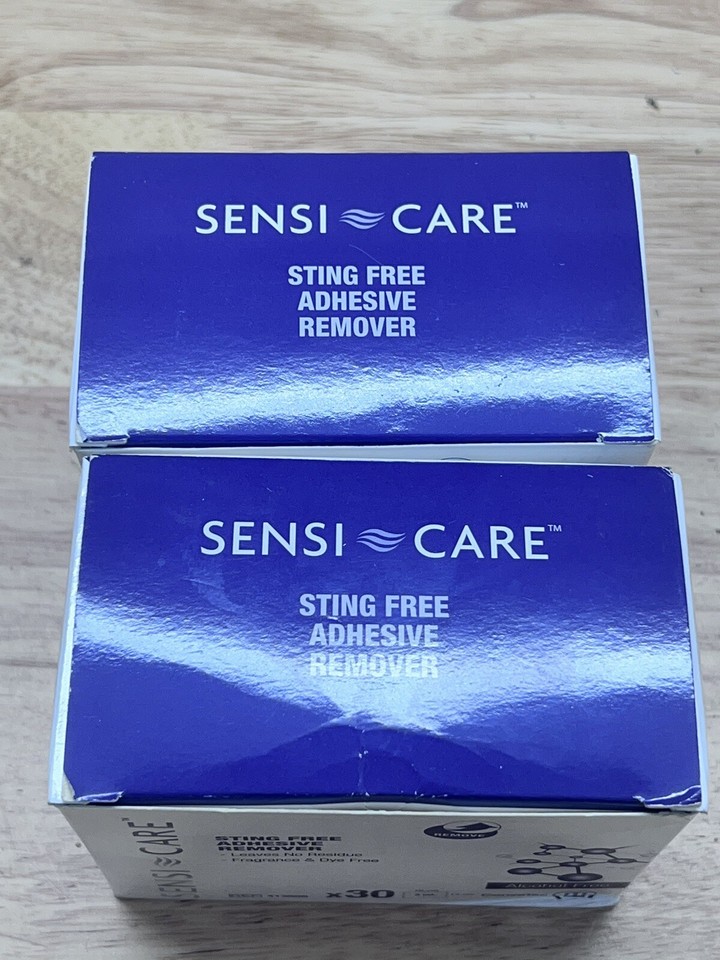 SENSI CARE™
STING FREE
ADHESIVE
REMOVER
SENSI CARE™
STING FREE
ADHESIVE
REMOVER
SENSI CARE™
STING FREE
ADHESIVE
REMOVER
- Leaves No Residue
- Fragrance & Dye Free
x30
REMOVE
Alcohol Free